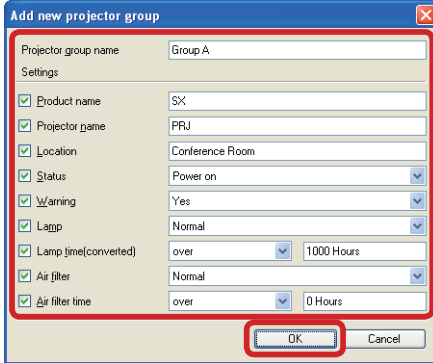 Add new projector group
Projector group name Group A
Settings
Product name SX
Projector name PRJ
Location Conference Room
Status Power on
Warning Yes
Lamp Normal
Lamp time(converted) over 1000 Hours
Air filter Normal
Air filter time over 0 Hours
OK Cancel